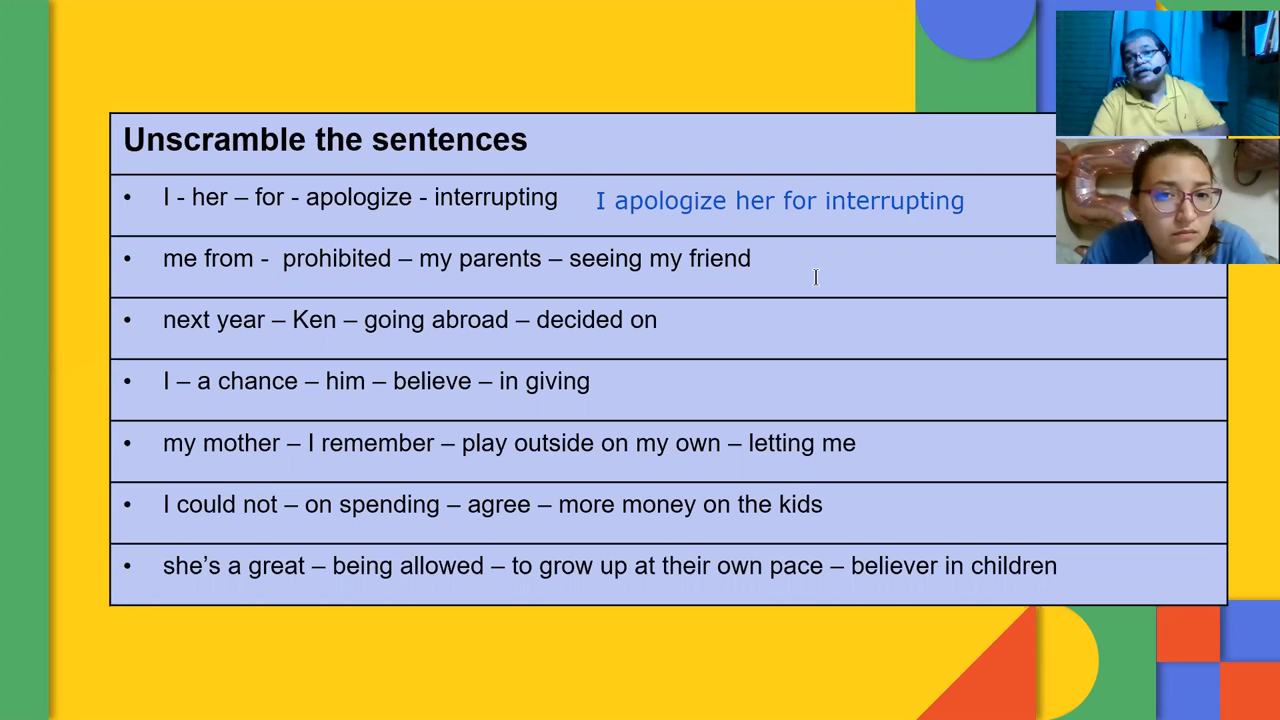 Unscramble the sentences
• I - her – for - apologize - interrupting I apologize her for interrupting
• me from -  prohibited – my parents – seeing my friend
• next year – Ken – going abroad – decided on
• I – a chance – him – believe – in giving
• my mother – I remember – play outside on my own – letting me
• I could not – on spending – agree – more money on the kids
• she’s a great – being allowed – to grow up at their own pace – believer in children